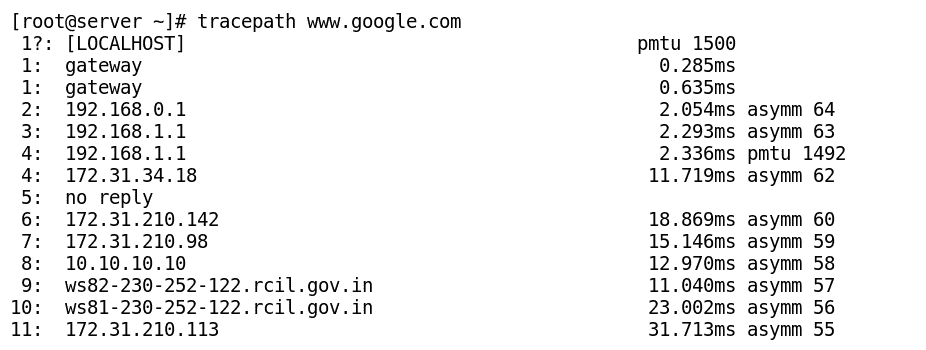 [root@server ~]# tracepath www.google.com
1?: [LOCALHOST] pmtu 1500
1: gateway 0.285ms
1: gateway 0.635ms
2: 192.168.0.1 2.054ms asymm 64
3: 192.168.1.1 2.293ms asymm 63
4: 192.168.1.1 2.336ms pmtu 1492
4: 172.31.34.18 11.719ms asymm 62
5: no reply
6: 172.31.210.142 18.869ms asymm 60
7: 172.31.210.98 15.146ms asymm 59
8: 10.10.10.10 12.970ms asymm 58
9: ws82-230-252-122.rcil.gov.in 11.040ms asymm 57
10: ws81-230-252-122.rcil.gov.in 23.002ms asymm 56
11: 172.31.210.113 31.713ms asymm 55